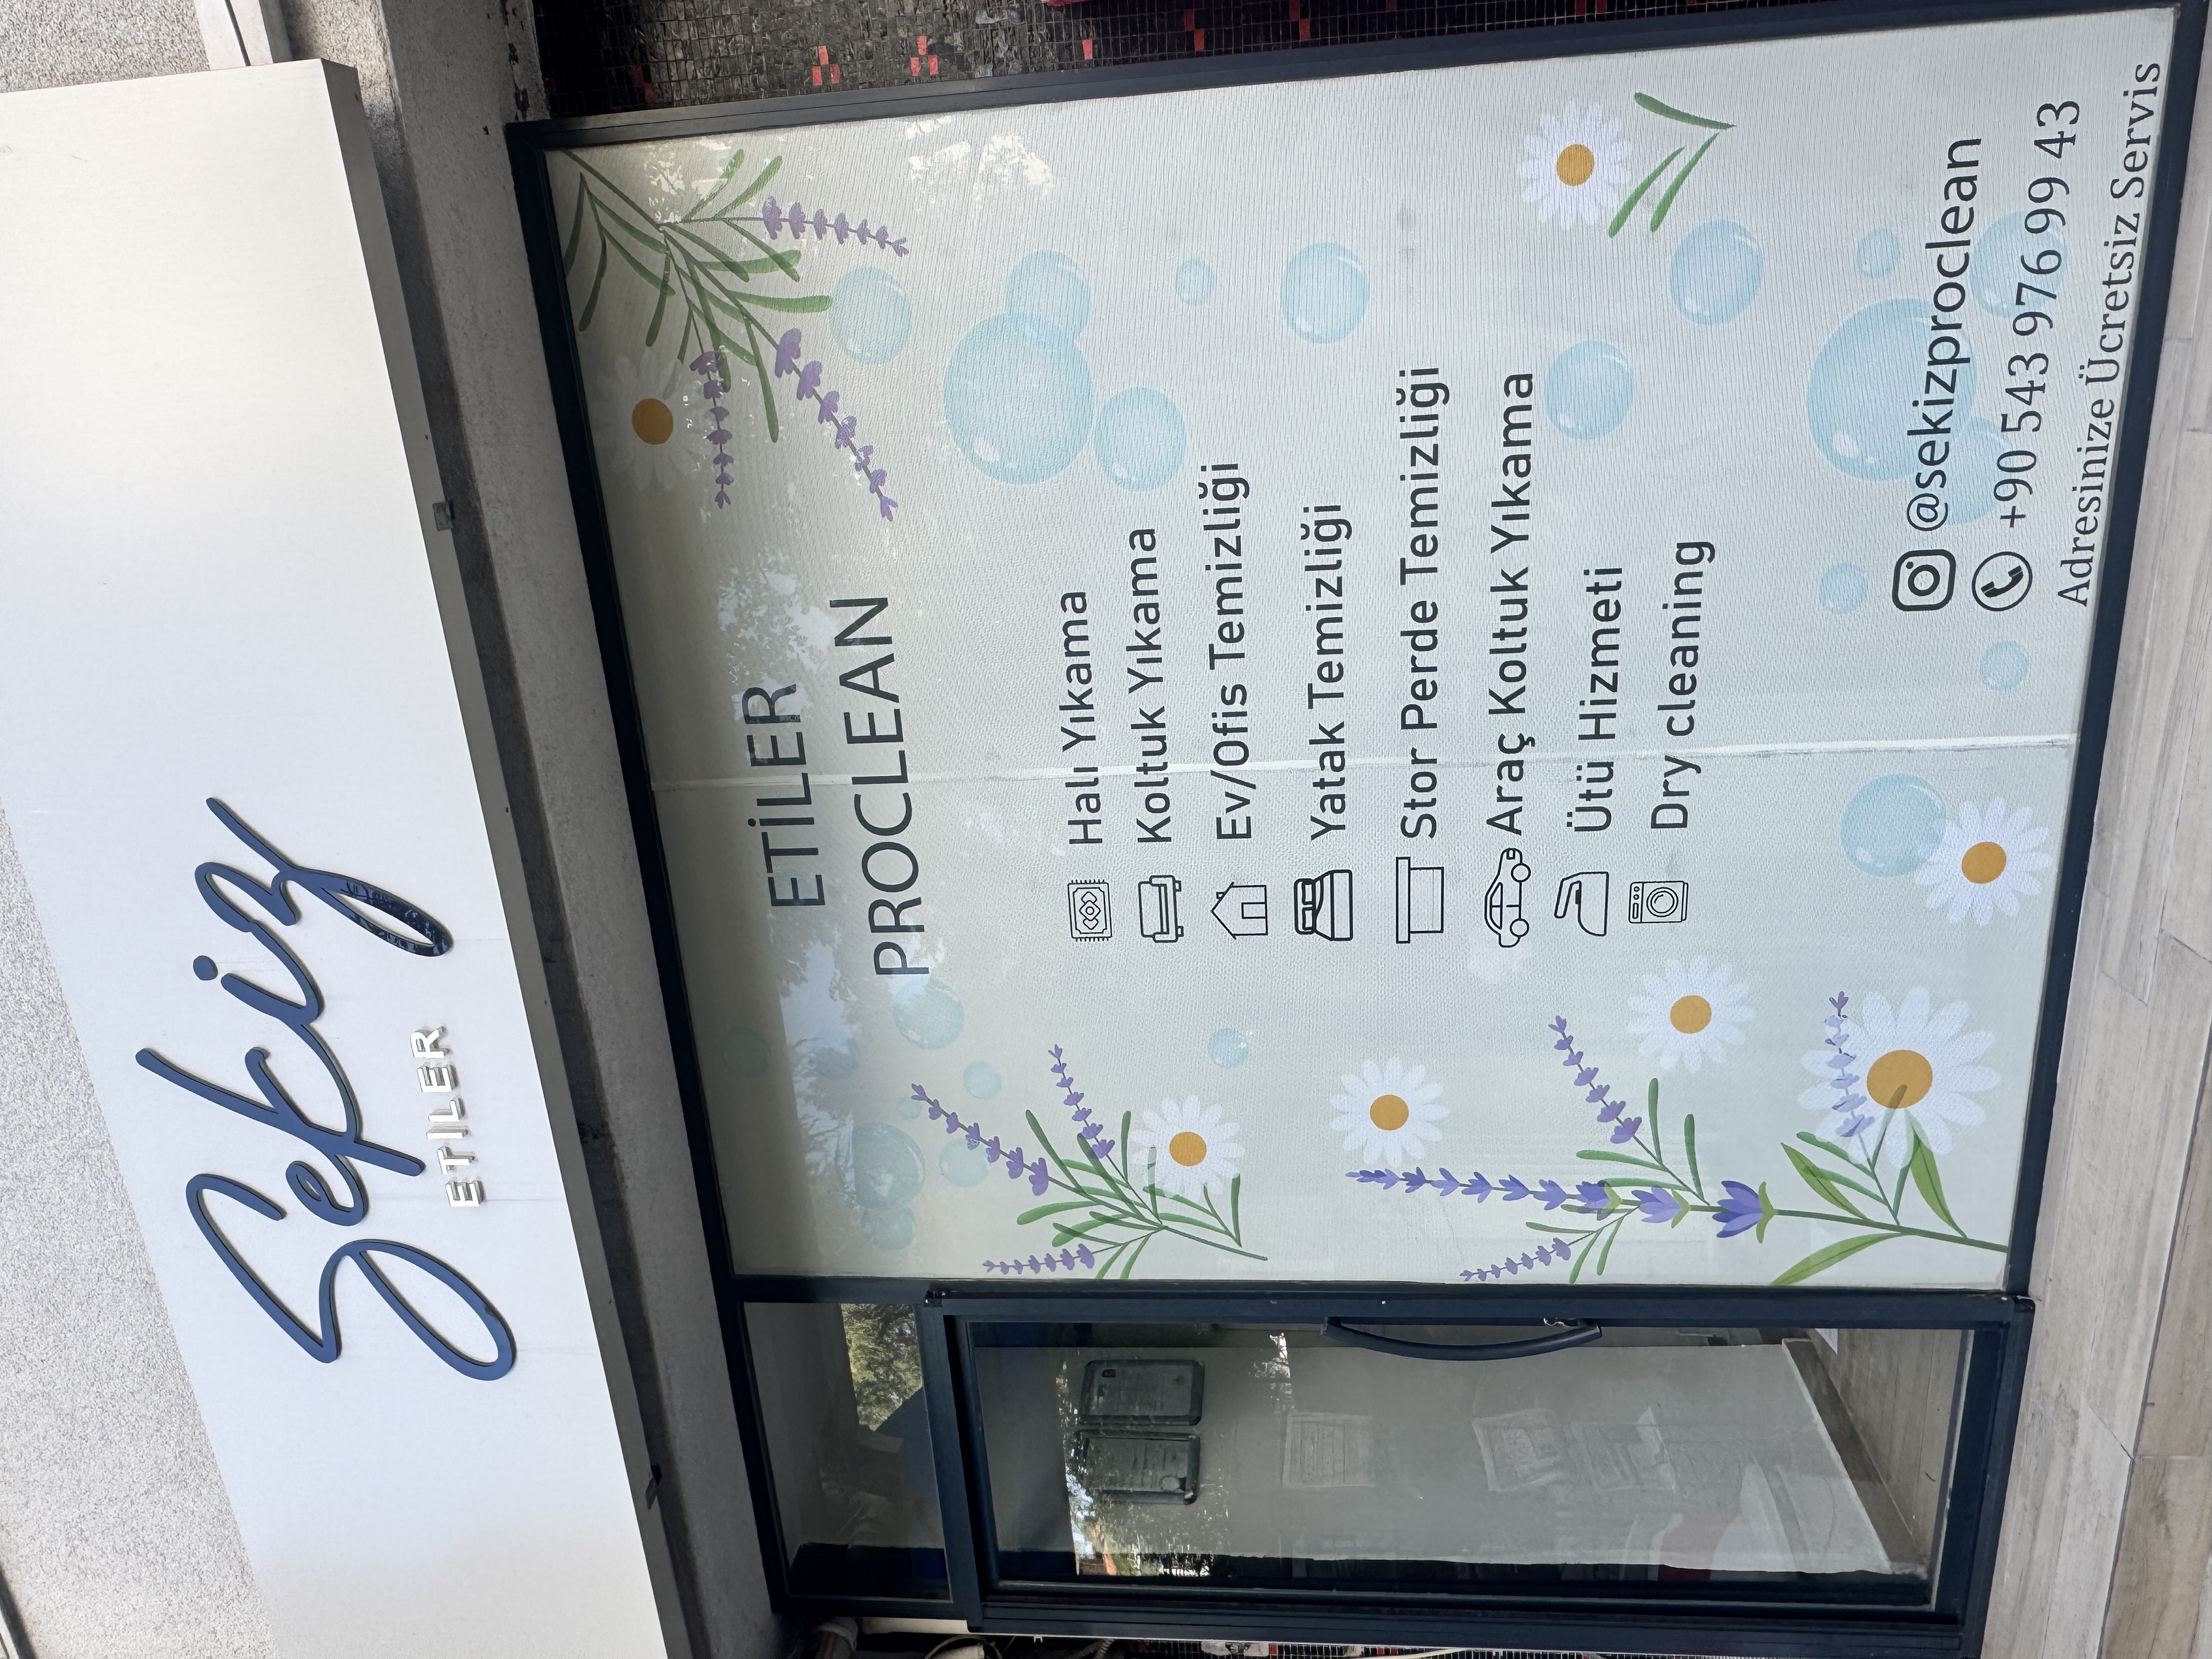 Sekiz
ETİLER
ETİLER
PROCLEAN
Halı Yıkama
Koltuk Yıkama
Ev/Ofis Temizliği
Yatak Temizliği
Stor Perde Temizliği
Araç Koltuk Yıkama
Ütü Hizmeti
Dry cleaning
@sekizproclean
+90 543 976 99 43
Adresinize Ücretsiz Servis